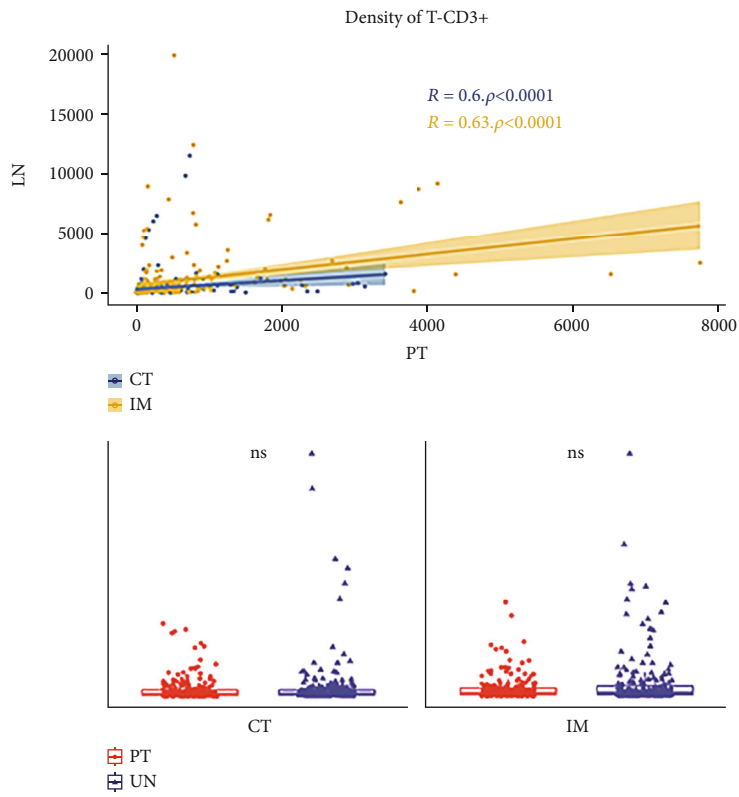 Density of T-CD3+
20000
15000
10000
5000
0
LN
R = 0.6.ρ<0.0001
R = 0.63.ρ<0.0001
0 2000 4000 6000 8000
PT
CT
IM
ns ns
CT IM
PT
UN